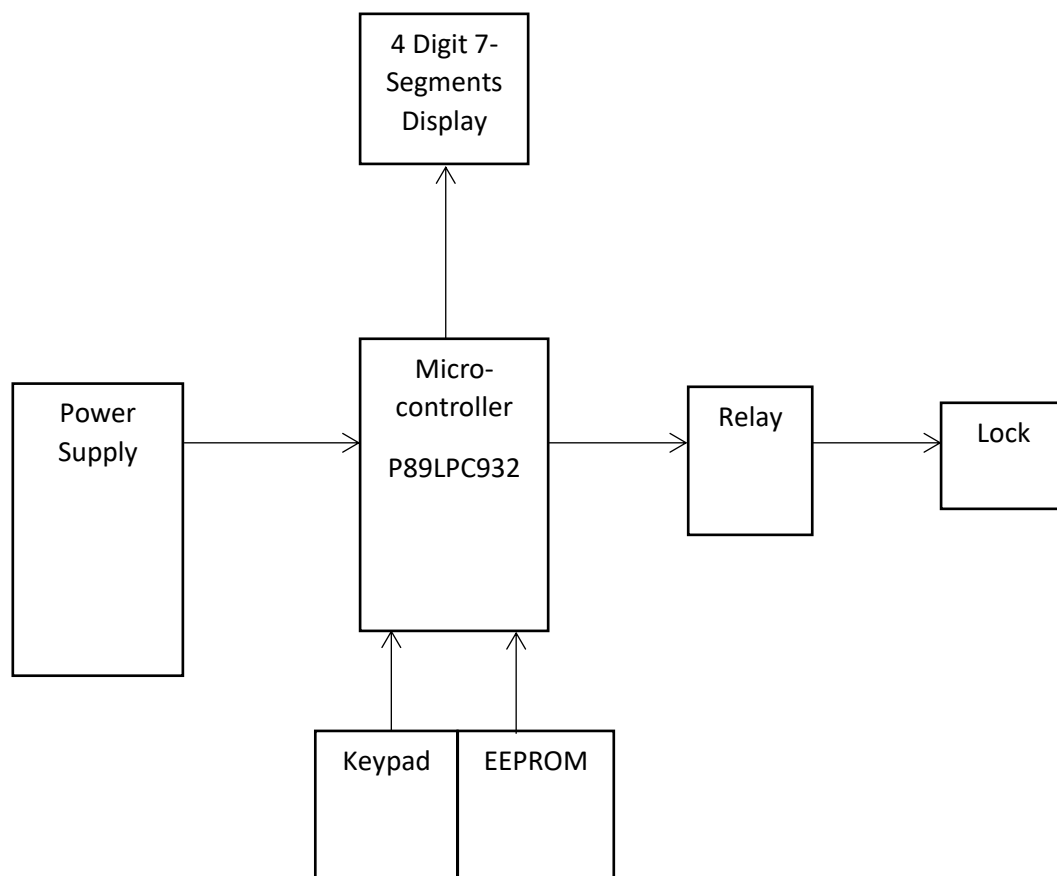 4 Digit 7-
Segments
Display
Micro-
controller
P89LPC932
Power
Supply
Relay
Lock
Keypad
EEPROM